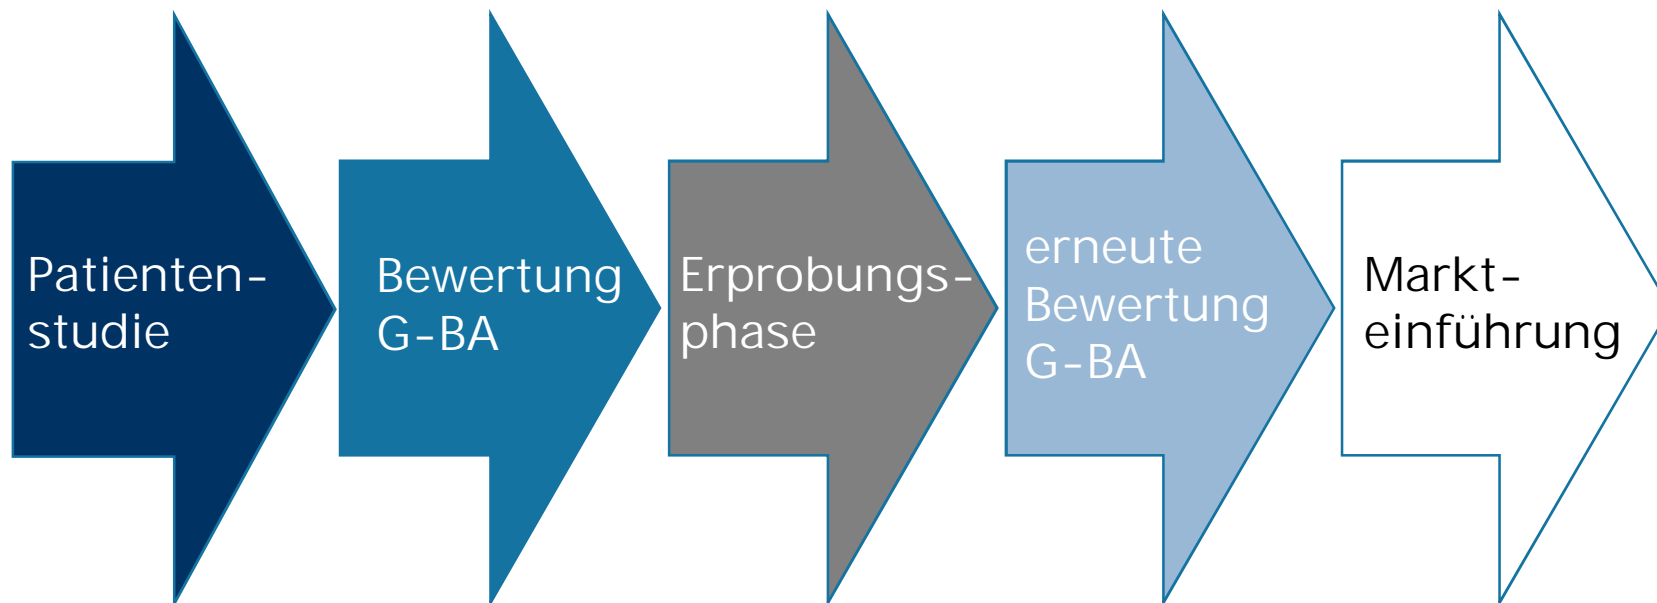 Patienten-
studie
Bewertung
G-BA
Erprobungs-
phase
erneute
Bewertung
G-BA
Markt-
einführung